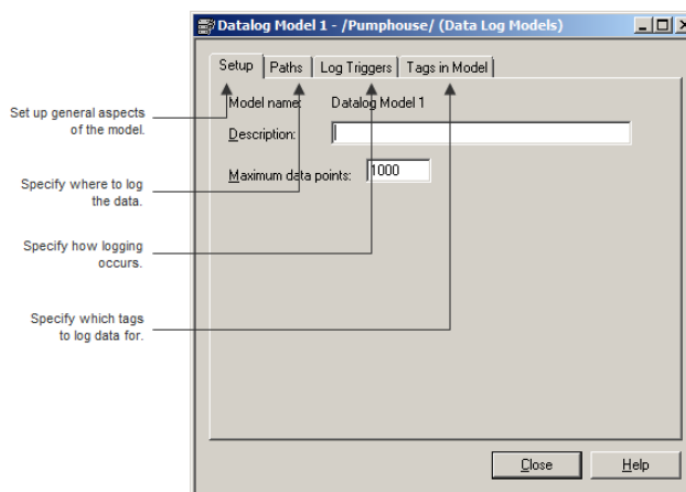 Datalog Model 1 - /Pumphouse/ (Data Log Models)
Setup
Paths
Log Triggers
Tags in Model
Set up general aspects
of the model.
Model name:
Datalog Model 1
Description:
Specify where to log
the data.
Maximum data points:
1000
Specify how logging
occurs.
Specify which tags
to log data for.
Close
Help